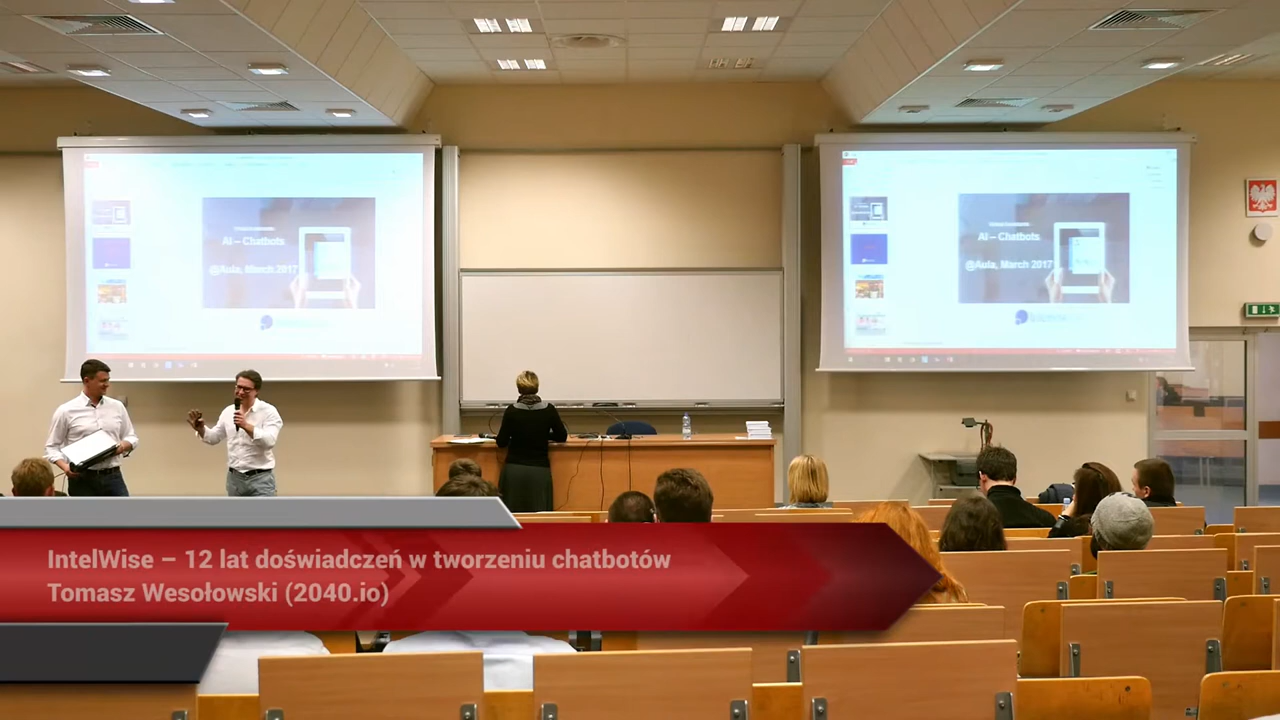 AI – Chatbots
@Aula, March 2017
AI – Chatbots
@Aula, March 2017
IntelWise – 12 lat doświadczeń w tworzeniu chatbotów
Tomasz Wesołowski (2040.io)